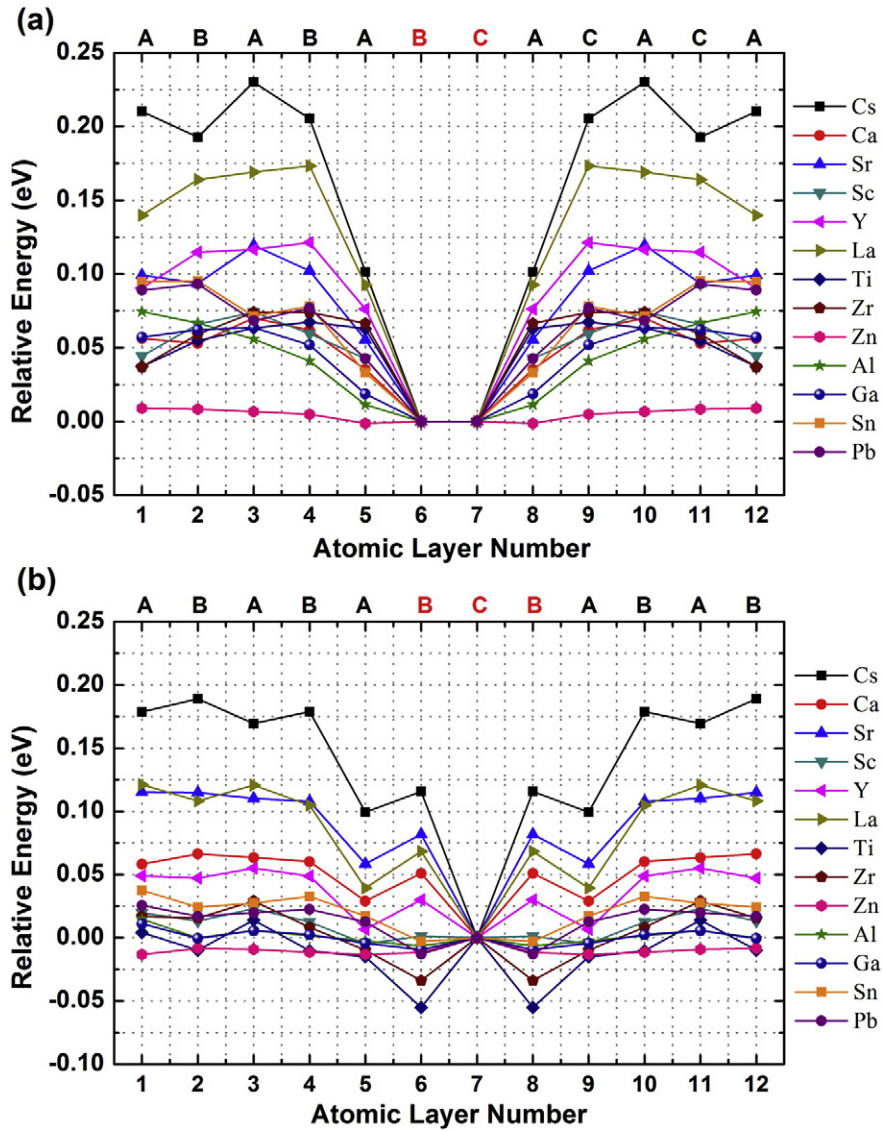 (a)
A B A B A B C A C A C A
0.25
0.20
0.15
0.10
0.05
0.00
-0.05
Relative Energy (eV)
1 2 3 4 5 6 7 8 9 10 11 12
Atomic Layer Number
Cs
Ca
Sr
Sc
Y
La
Ti
Zr
Zn
Al
Ga
Sn
Pb
(b)
A B A B A B C B A B A B
0.25
0.20
0.15
0.10
0.05
0.00
-0.05
-0.10
Relative Energy (eV)
1 2 3 4 5 6 7 8 9 10 11 12
Atomic Layer Number
Cs
Ca
Sr
Sc
Y
La
Ti
Zr
Zn
Al
Ga
Sn
Pb